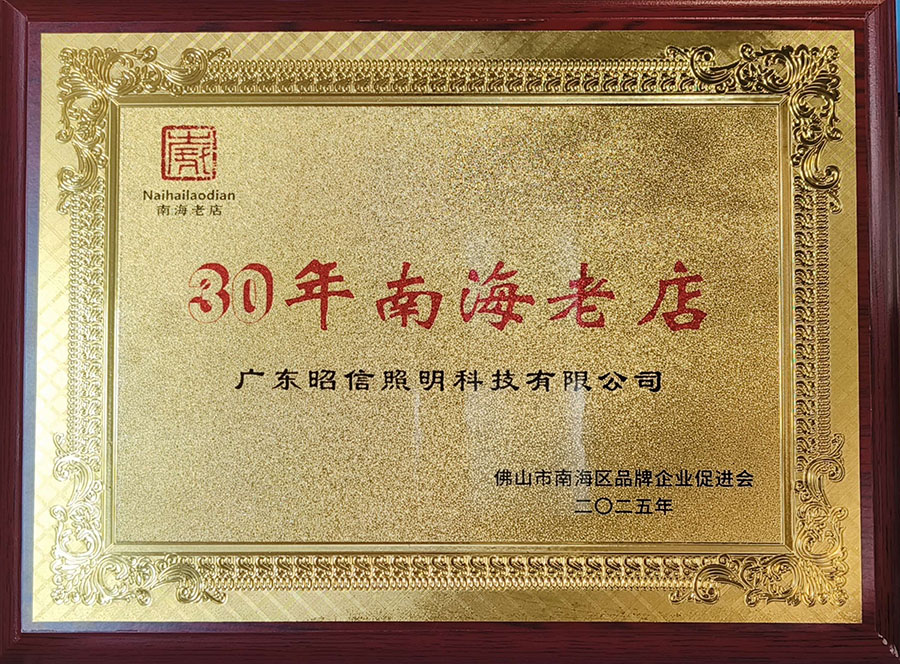 Naihailaodian
南海老店
30年南海老店
广东昭信照明科技有限公司
佛山市南海区品牌企业促进会
二〇二五年